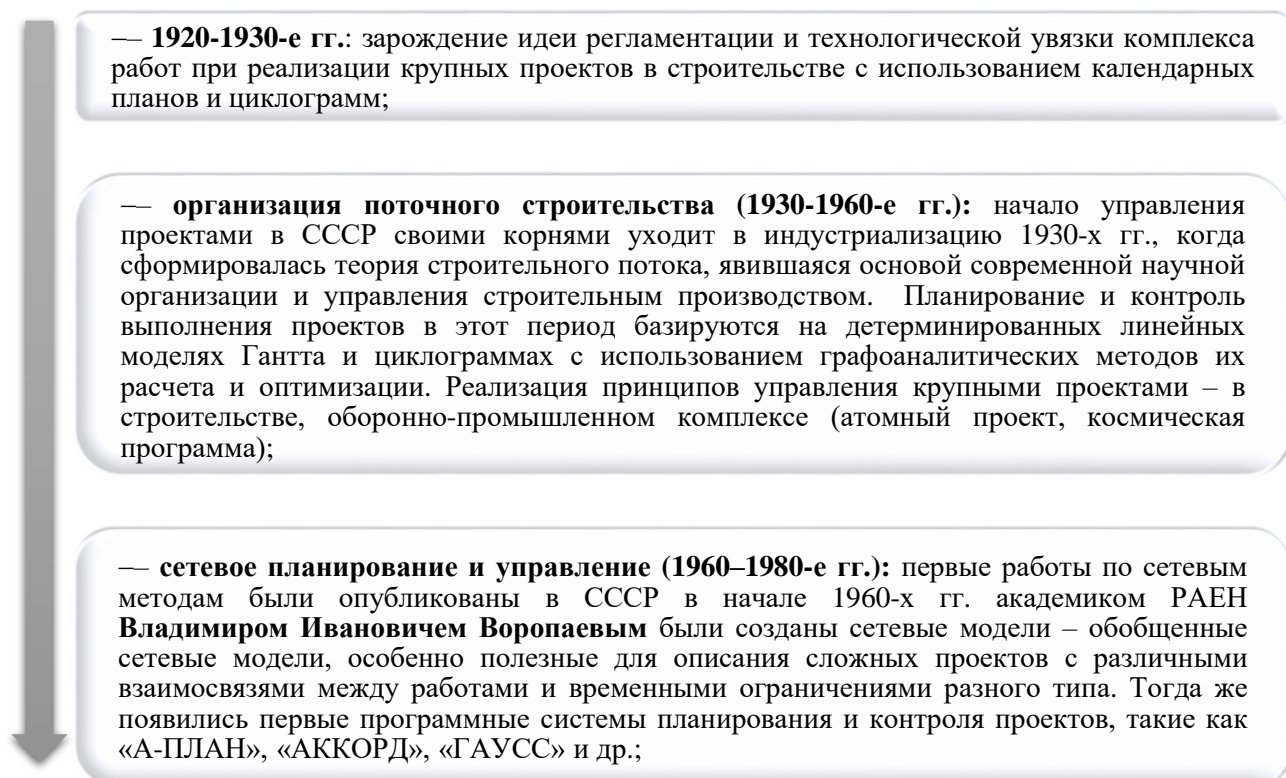 — 1920-1930-е гг.: зарождение идеи регламентации и технологической увязки комплекса
работ при реализации крупных проектов в строительстве с использованием календарных
планов и циклограмм;
— организация поточного строительства (1930-1960-е гг.): начало управления
проектами в СССР своими корнями уходит в индустриализацию 1930-х гг., когда
сформировалась теория строительного потока, явившаяся основой современной научной
организации и управления строительным производством. Планирование и контроль
выполнения проектов в этот период базируются на детерминированных линейных
моделях Гантта и циклограммах с использованием графоаналитических методов их
расчета и оптимизации. Реализация принципов управления крупными проектами – в
строительстве, оборонно-промышленном комплексе (атомный проект, космическая
программа);
— сетевое планирование и управление (1960–1980-е гг.): первые работы по сетевым
методам были опубликованы в СССР в начале 1960-х гг. академиком РАЕН
Владимиром Ивановичем Воропаевым были созданы сетевые модели – обобщенные
сетевые модели, особенно полезные для описания сложных проектов с различными
взаимосвязями между работами и временными ограничениями разного типа. Тогда же
появились первые программные системы планирования и контроля проектов, такие как
«А-ПЛАН», «АККОРД», «ГАУСС» и др.;